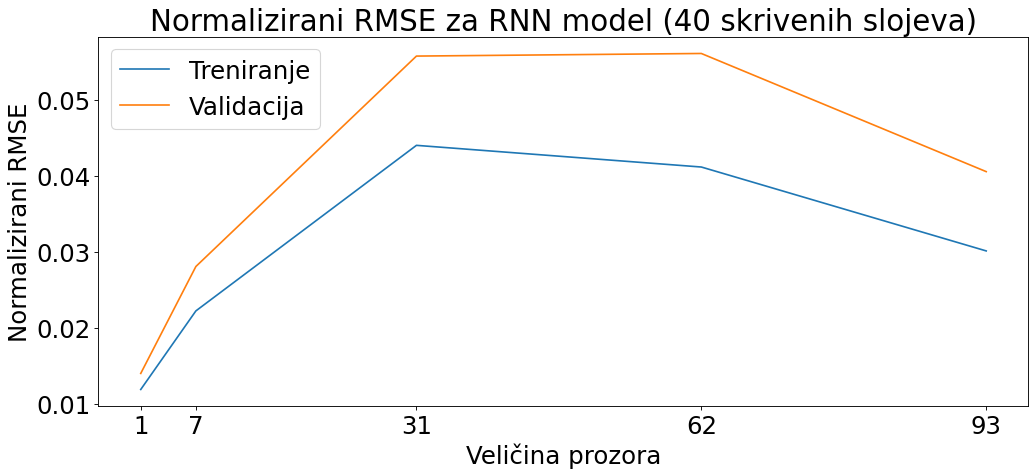 Normalizirani RMSE za RNN model (40 skrivenih slojeva)
Treniranje
Validacija
Normalizirani RMSE
0.05
0.04
0.03
0.02
0.01
1 7 31 62 93
Veličina prozora